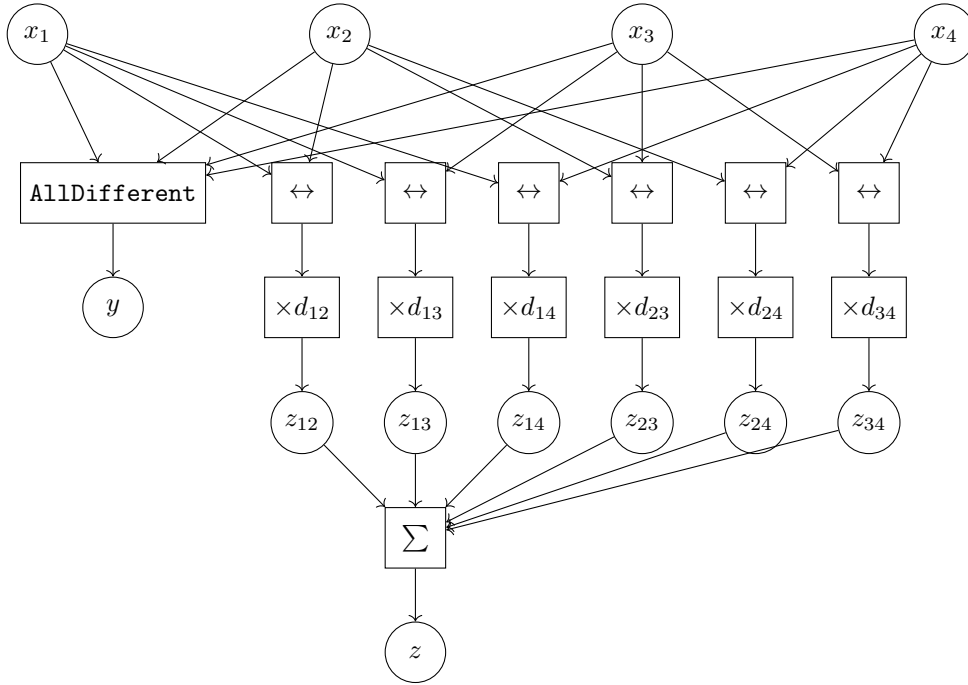 x₁ x₂ x₃ x₄
AllDifferent ↔ ↔ ↔ ↔ ↔ ↔
y ×d₁₂ ×d₁₃ ×d₁₄ ×d₂₃ ×d₂₄ ×d₃₄
z₁₂ z₁₃ z₁₄ z₂₃ z₂₄ z₃₄
∑
z